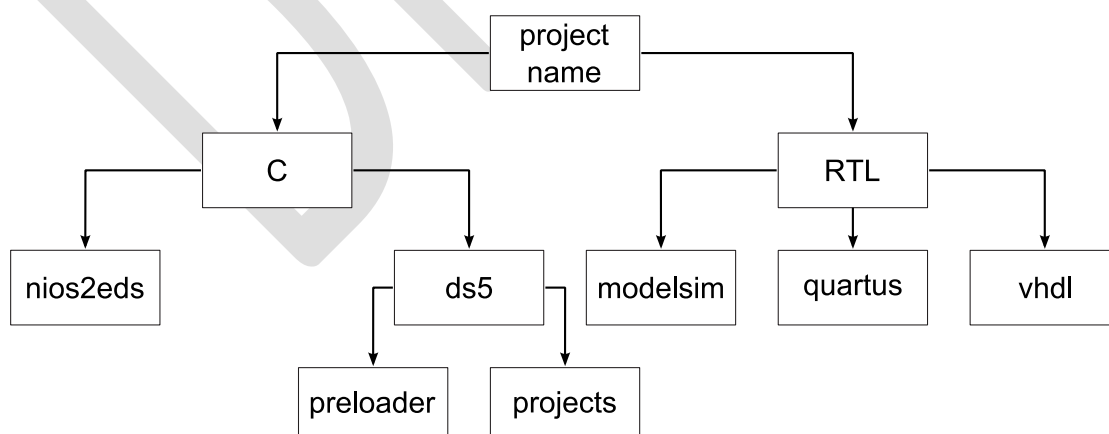 project
name
C
RTL
nios2eds
ds5
modelsim
quartus
vhdl
preloader
projects